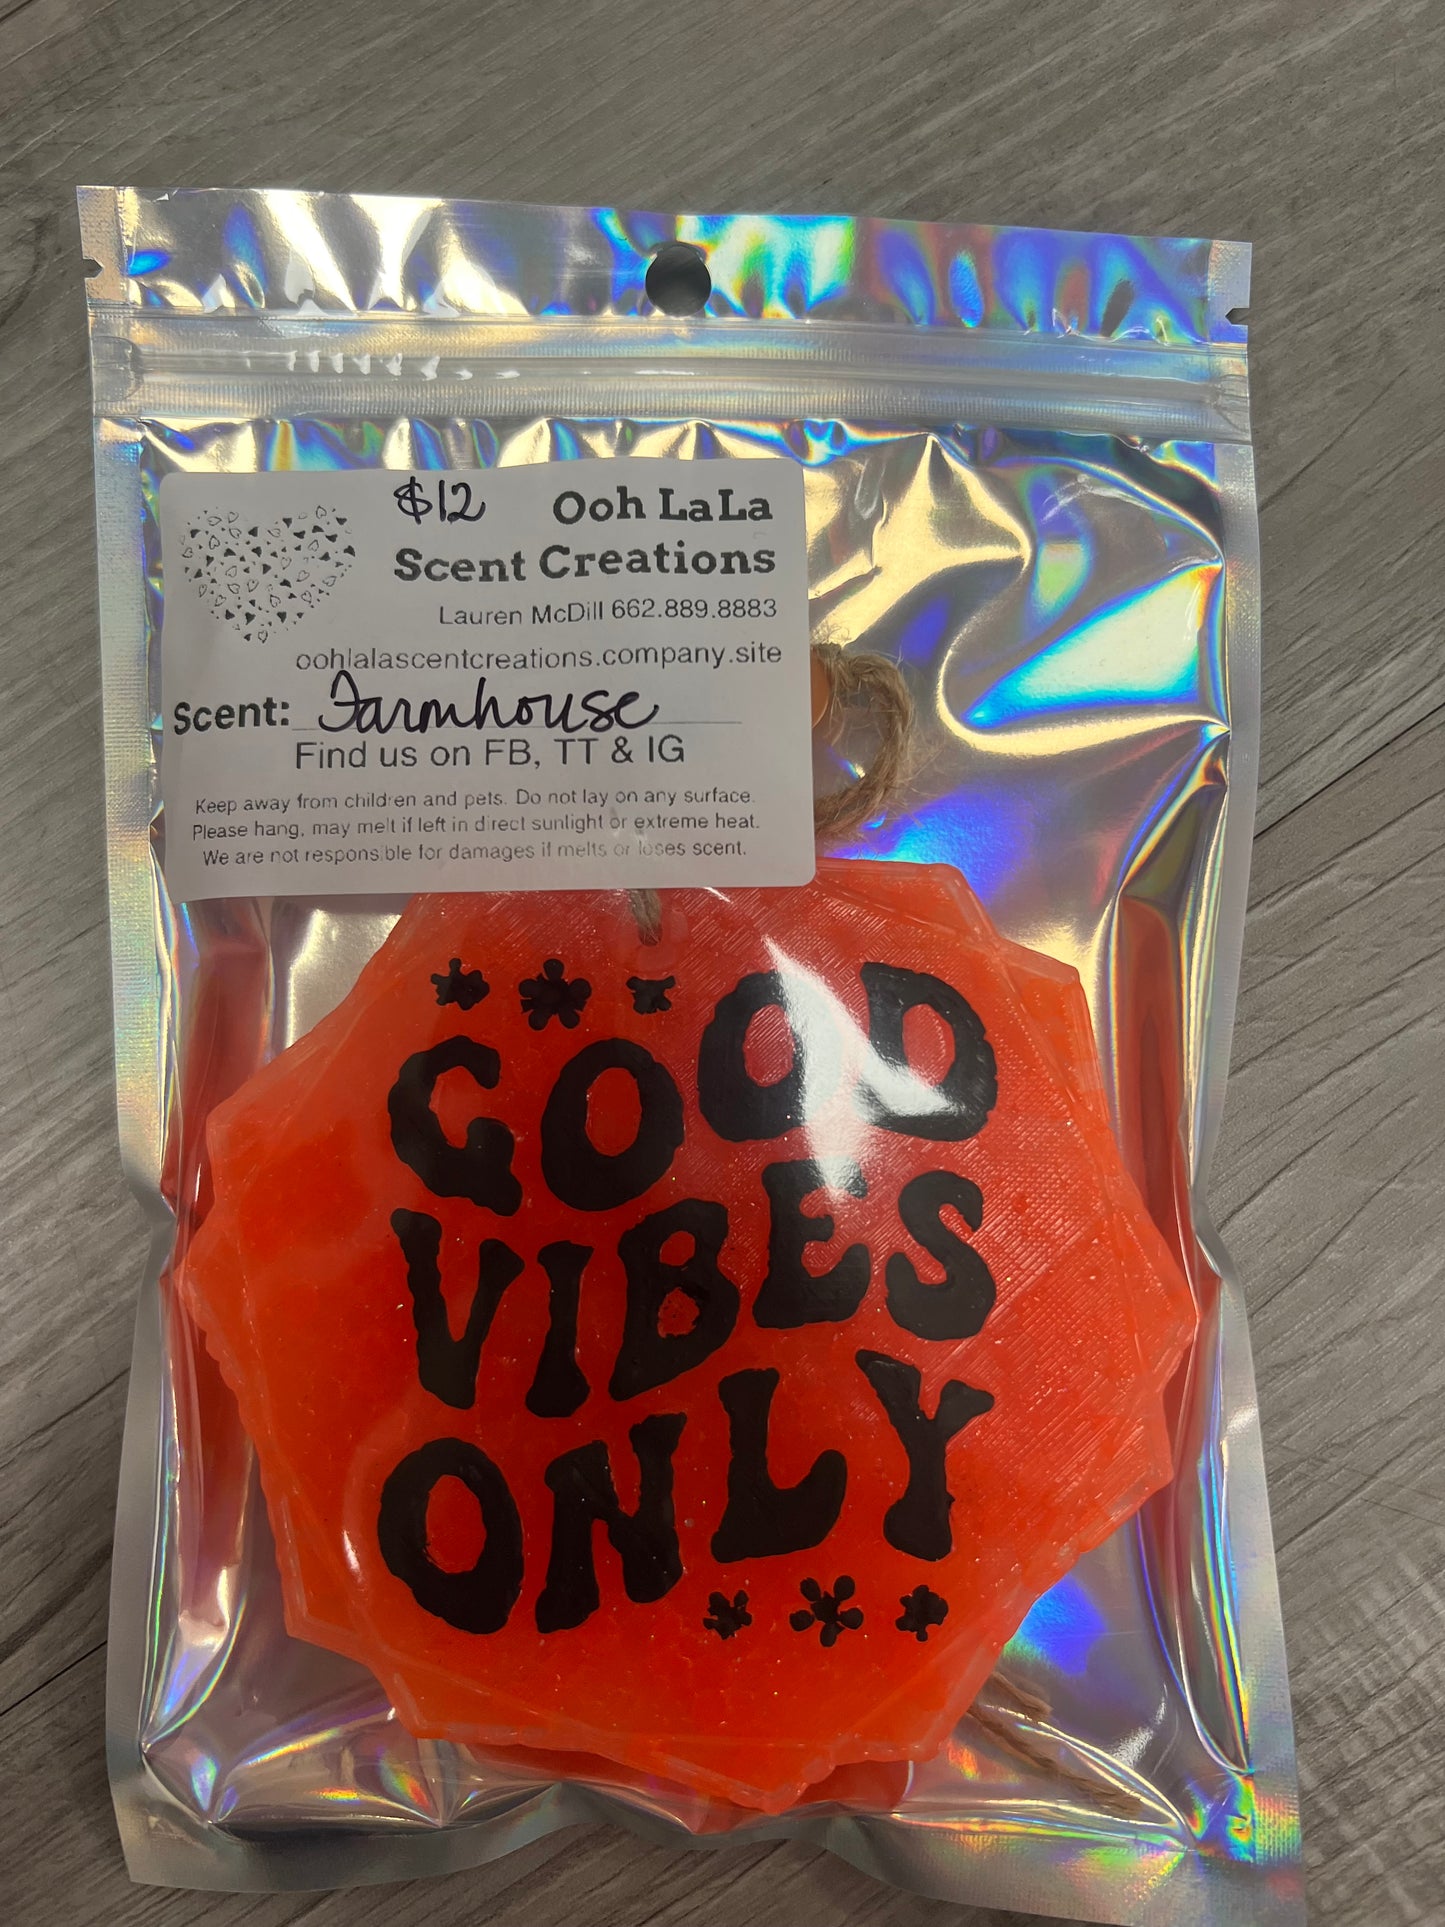 $12 Ooh LaLa
Scent Creations
Lauren McDill 662.889.8883
oohlalascentcreations.company.site
Scent: Farmhouse
Find us on FB, TT & IG
Keep away from children and pets. Do not lay on any surface.
Please hang, may melt if left in direct sunlight or extreme heat.
We are not responsible for damages if melts or loses scent.
GOOD
VIBES
ONLY